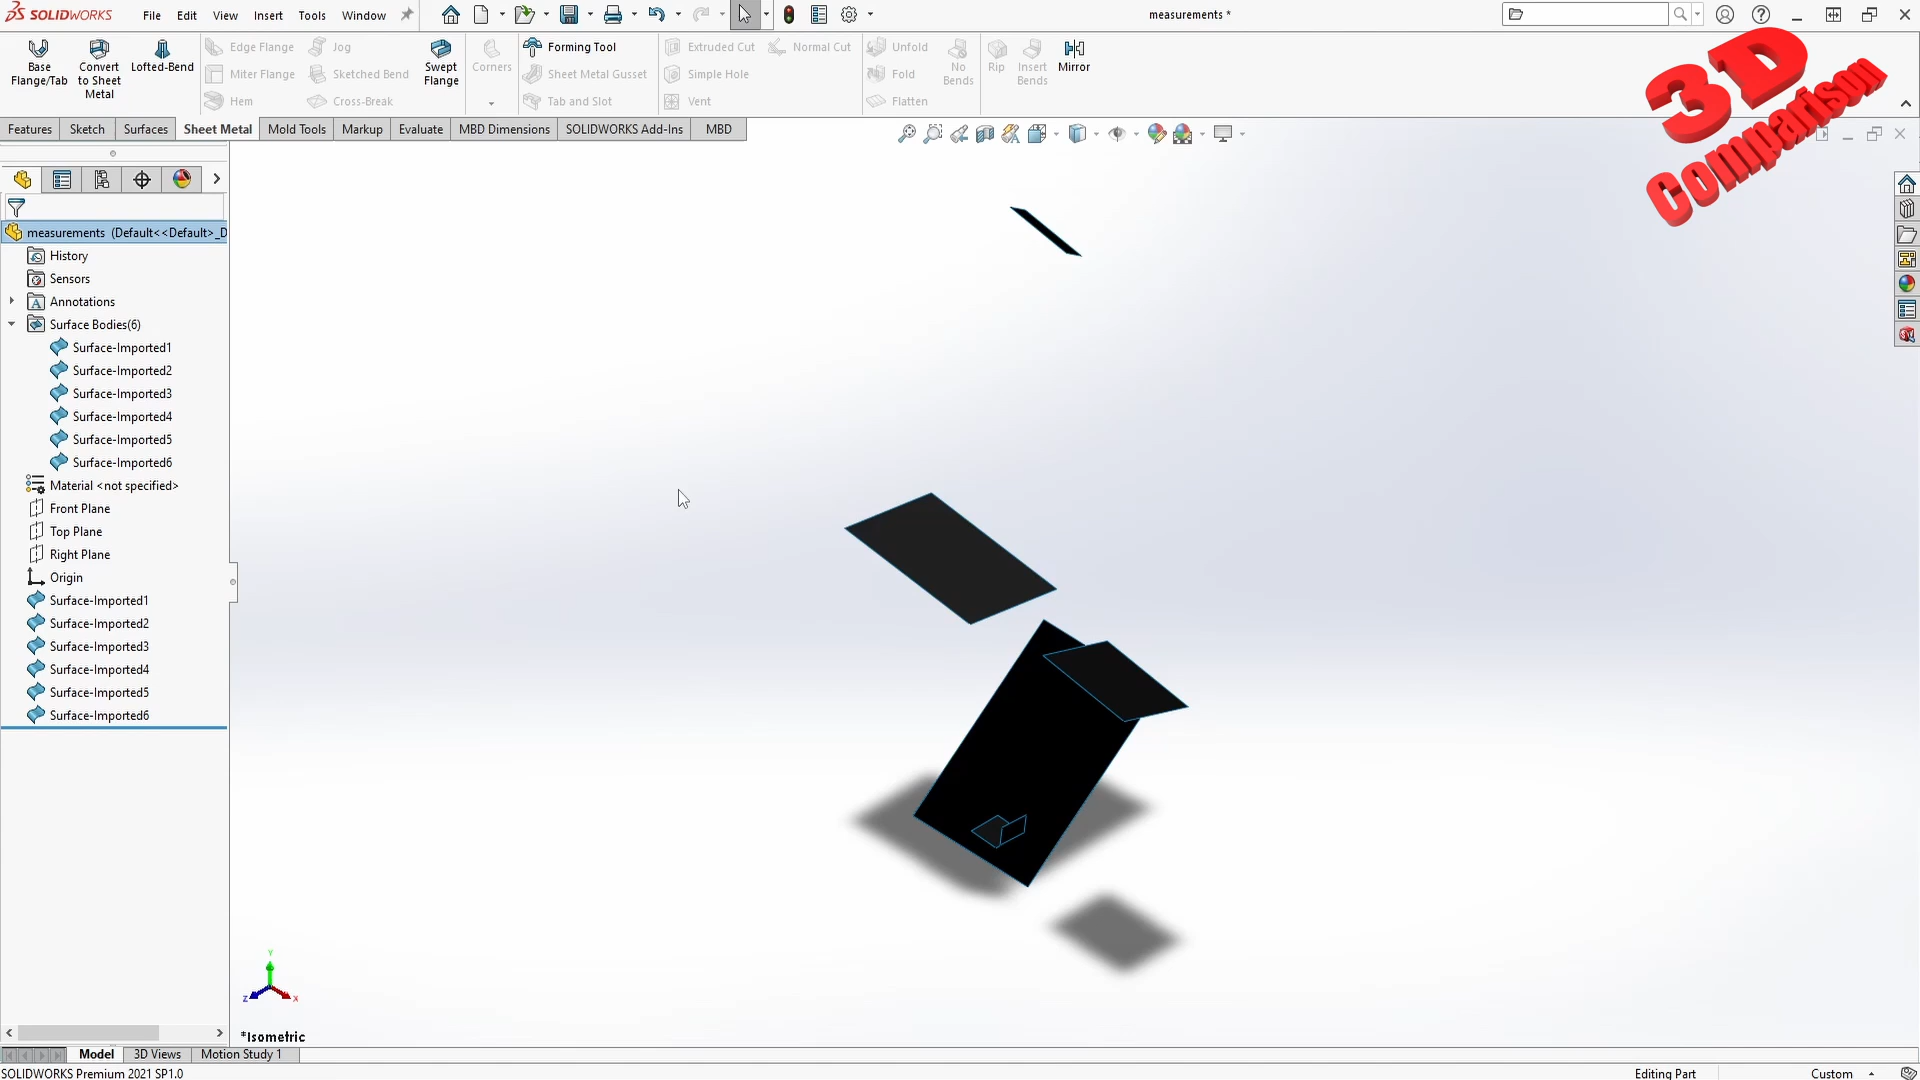 SOLIDWORKS File Edit View Insert Tools Window measurements *
Base Flange/Tab
Convert to Sheet Metal
Lofted-Bend
Edge Flange
Miter Flange
Hem
Jog
Sketched Bend
Cross-Break
Swept Flange
Corners
Forming Tool
Sheet Metal Gusset
Tab and Slot
Extruded Cut
Simple Hole
Vent
Normal Cut
Unfold
Fold
Flatten
No Bends
Rip
Insert Bends
Mirror
3D
Comparison
Features Sketch Surfaces Sheet Metal Mold Tools Markup Evaluate MBD Dimensions SOLIDWORKS Add-Ins MBD
measurements (Default<<Default>_D
History
Sensors
Annotations
Surface Bodies(6)
Surface-Imported1
Surface-Imported2
Surface-Imported3
Surface-Imported4
Surface-Imported5
Surface-Imported6
Material <not specified>
Front Plane
Top Plane
Right Plane
Origin
Surface-Imported1
Surface-Imported2
Surface-Imported3
Surface-Imported4
Surface-Imported5
Surface-Imported6
Y
Z
X
*Isometric
Model 3D Views Motion Study 1
SOLIDWORKS Premium 2021 SP1.0 Editing Part Custom